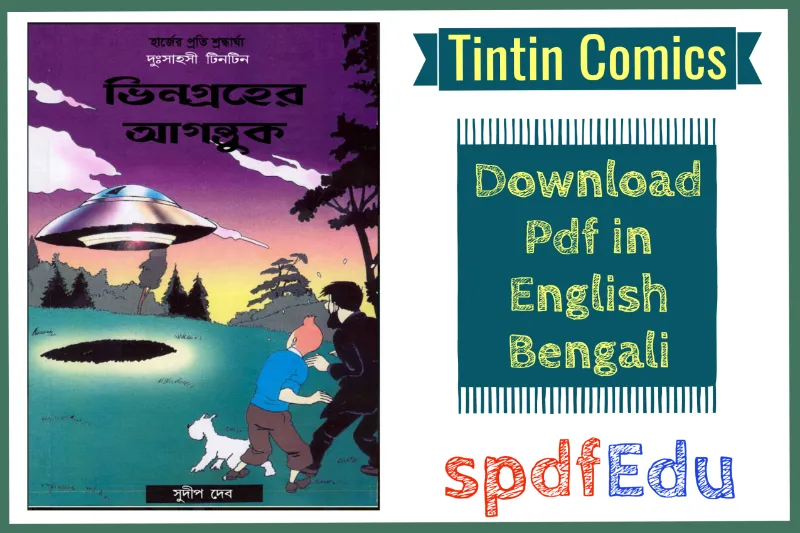 হার্জের প্রতি শ্রদ্ধার্ঘ্য
দুঃসাহসী টিনটিন
ভিনগ্রহের
আগন্তুক
সুদীপ দেব
Tintin Comics
Download
Pdf in
English
Bengali
spdfEdu